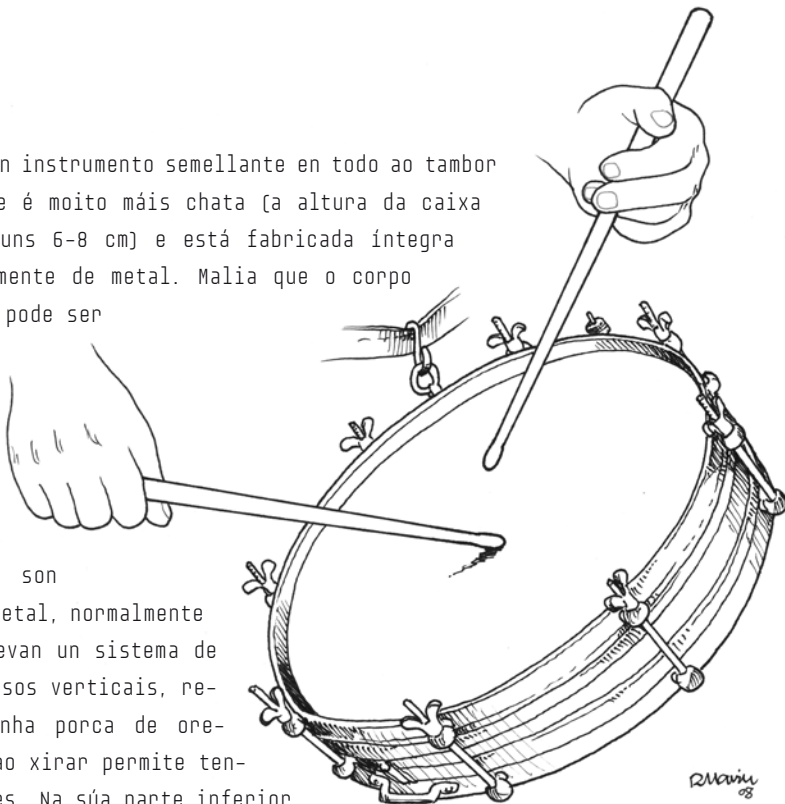 n instrumento semellante en todo ao tambor
e é moito máis chata (a altura da caixa
uns 6-8 cm) e está fabricada íntegra
mente de metal. Malia que o corpo
pode ser
son
etal, normalmente
evan un sistema de
sos verticais, re-
nha porca de ore-
ao xirar permite ten-
es. Na súa parte inferior
08